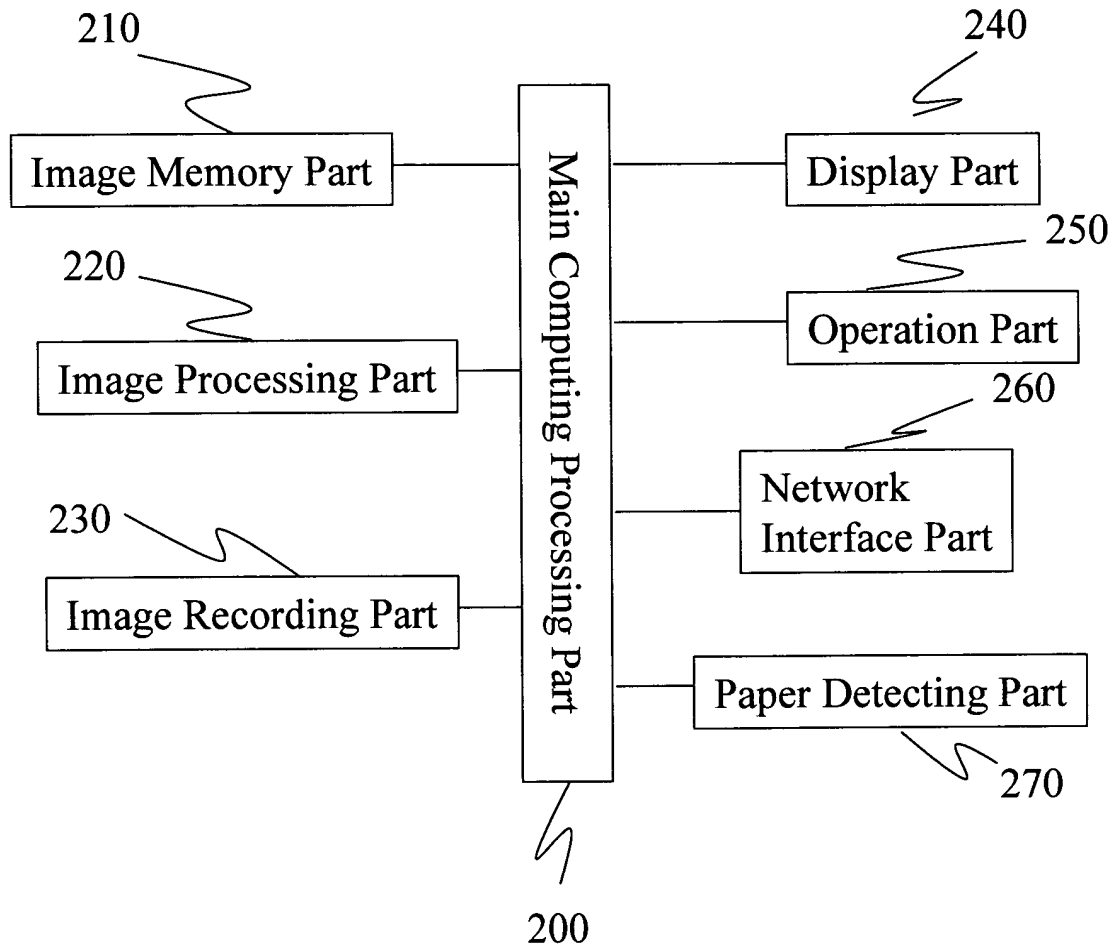 210
Image Memory Part
220
Image Processing Part
230
Image Recording Part
Main Computing Processing Part
200
240
Display Part
250
Operation Part
260
Network
Interface Part
Paper Detecting Part
270